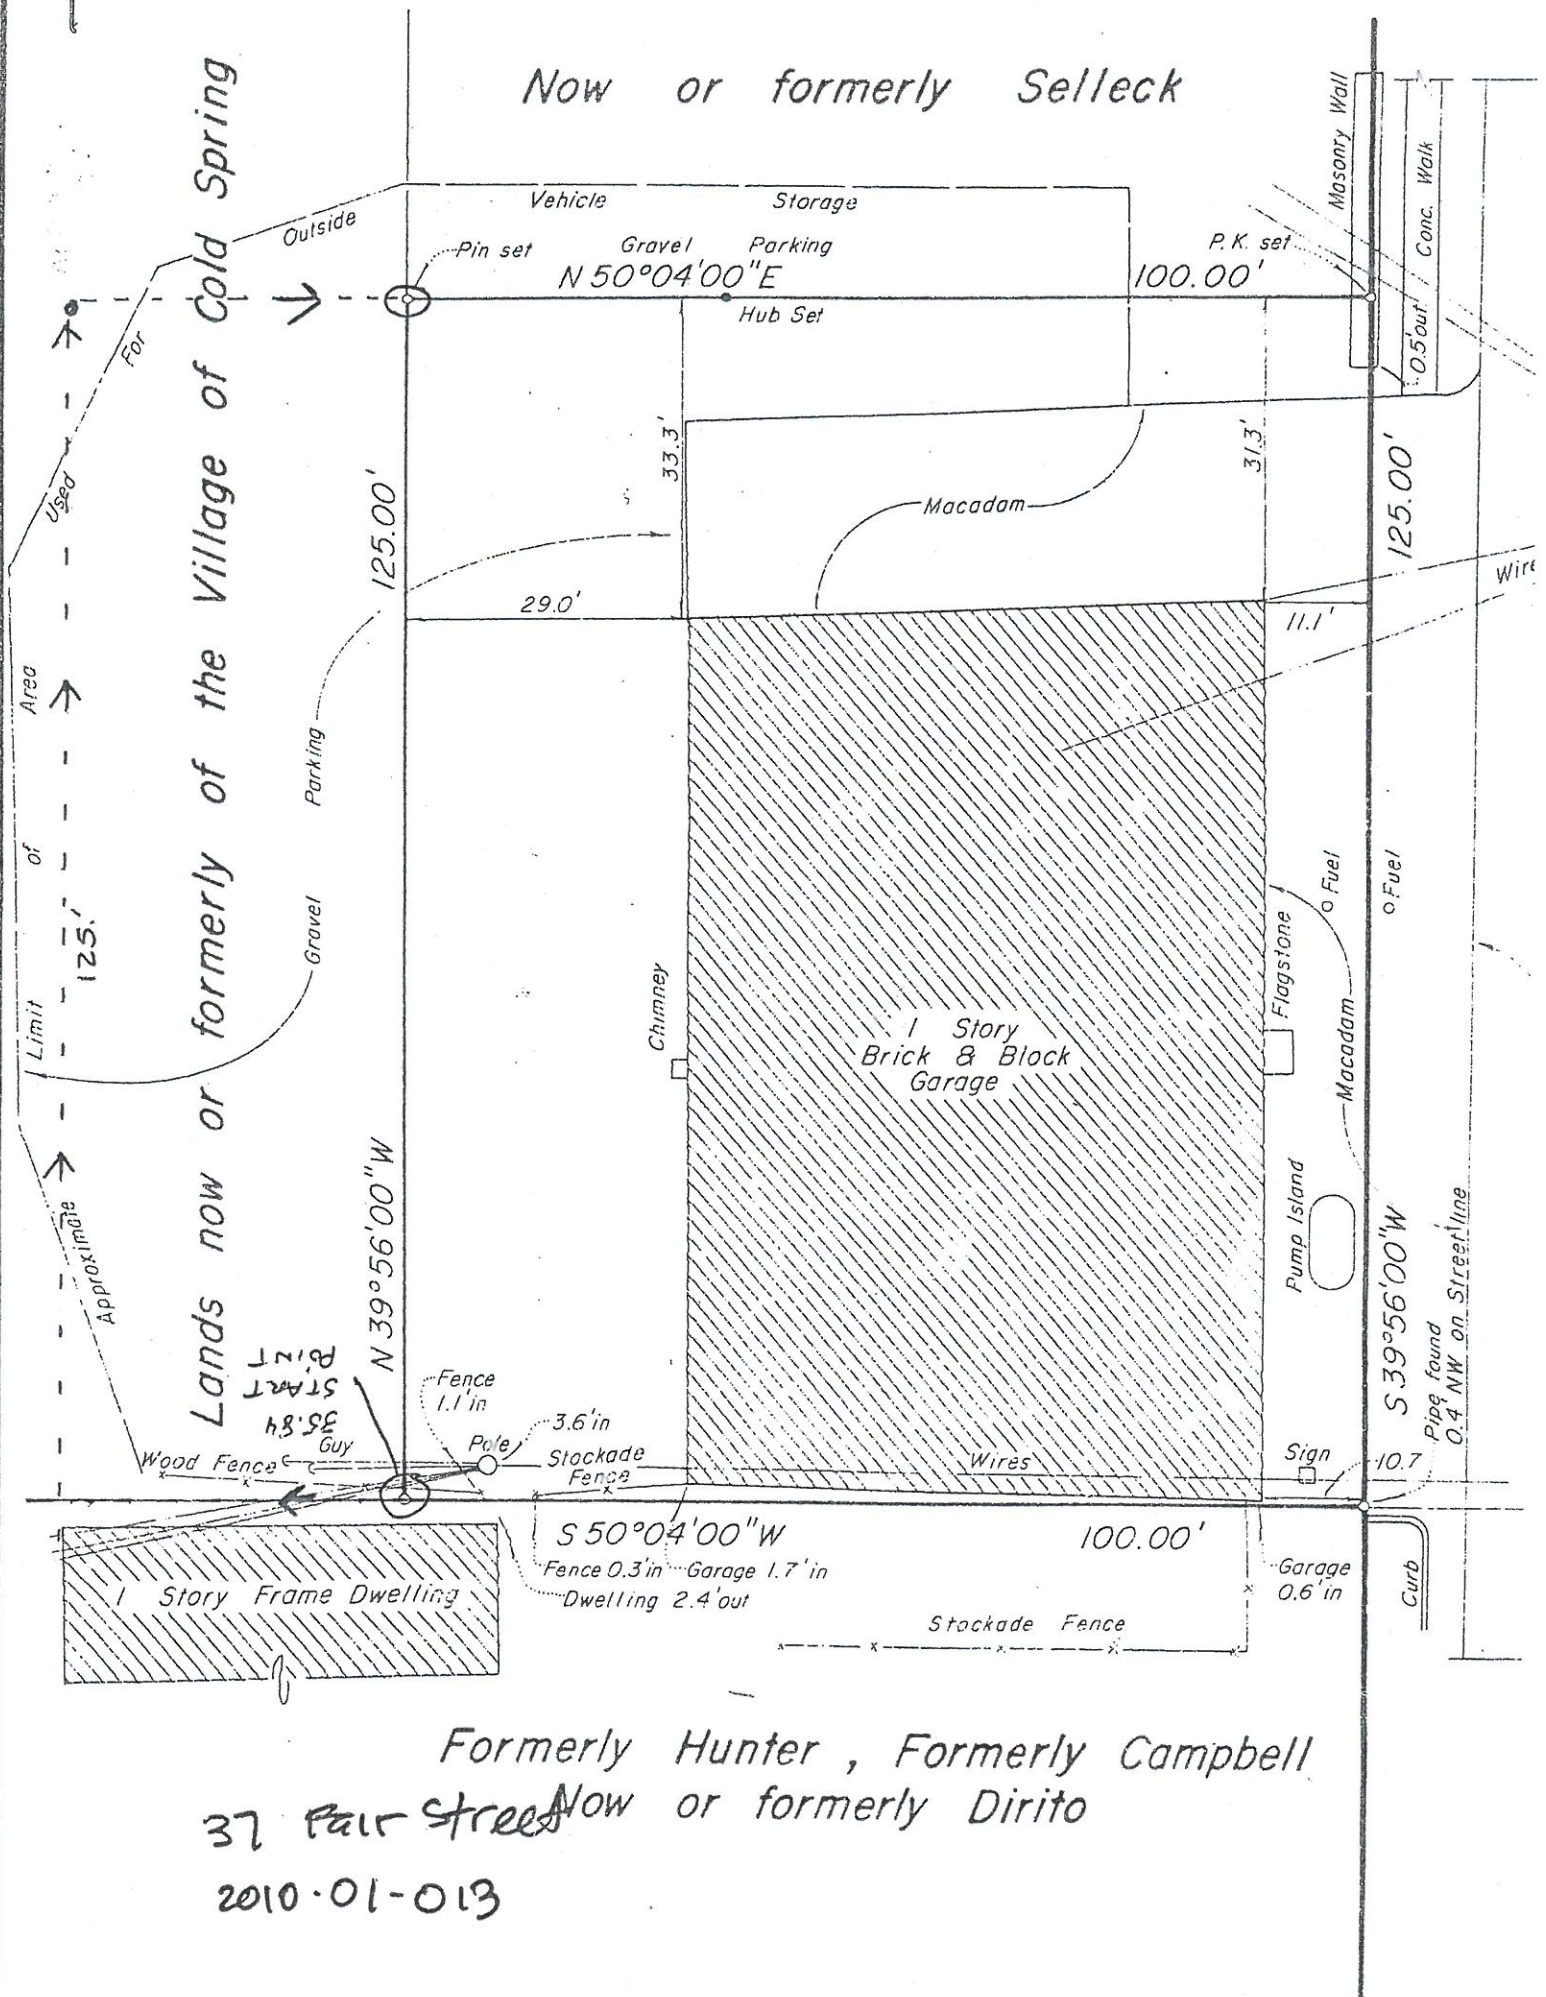 Now or formerly Selleck
Lands now or formerly of the Village of Cold Spring
Masonry Wall
Conc. Walk
Vehicle Storage
Outside
Pin set
Gravel Parking
P.K. set
N 50°04'00"E
100.00'
Hub Set
For
0.5'out
33.3'
31.3'
Used
125.00'
125.00'
Macadam
Wire
29.0'
11.1'
Area
Parking
of
Fuel
Fuel
125.'
Gravel
Flagstone
Limit
Chimney
1 Story
Brick & Block
Garage
Macadam
Approximate
N 39°56'00"W
Pump Island
S 39°56'00"W
Pipe found
0.4' NW on Street line
35.84
START
POINT
Fence
1.1'in
3.6'in
Guy
Pole
Wood Fence
Stockade
Fence
Wires
Sign
10.7
S 50°04'00"W
100.00'
Fence 0.3'in
Garage 1.7'in
Dwelling 2.4'out
Garage
0.6'in
Curb
1 Story Frame Dwelling
Stockade Fence
Formerly Hunter , Formerly Campbell
Now or formerly Dirito
37 Fair Street
2010.01-013